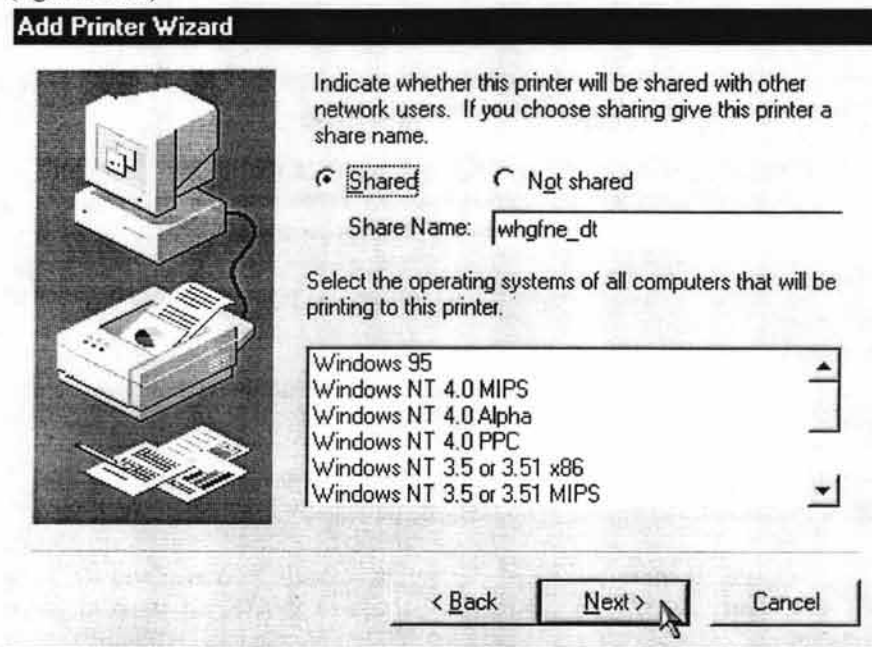 Add Printer Wizard
Indicate whether this printer will be shared with other
network users. If you choose sharing give this printer a
share name.
Shared Not shared
Share Name: whgfne_dt
Select the operating systems of all computers that will be
printing to this printer.
Windows 95
Windows NT 4.0 MIPS
Windows NT 4.0 Alpha
Windows NT 4.0 PPC
Windows NT 3.5 or 3.51 x86
Windows NT 3.5 or 3.51 MIPS
< Back Next > Cancel